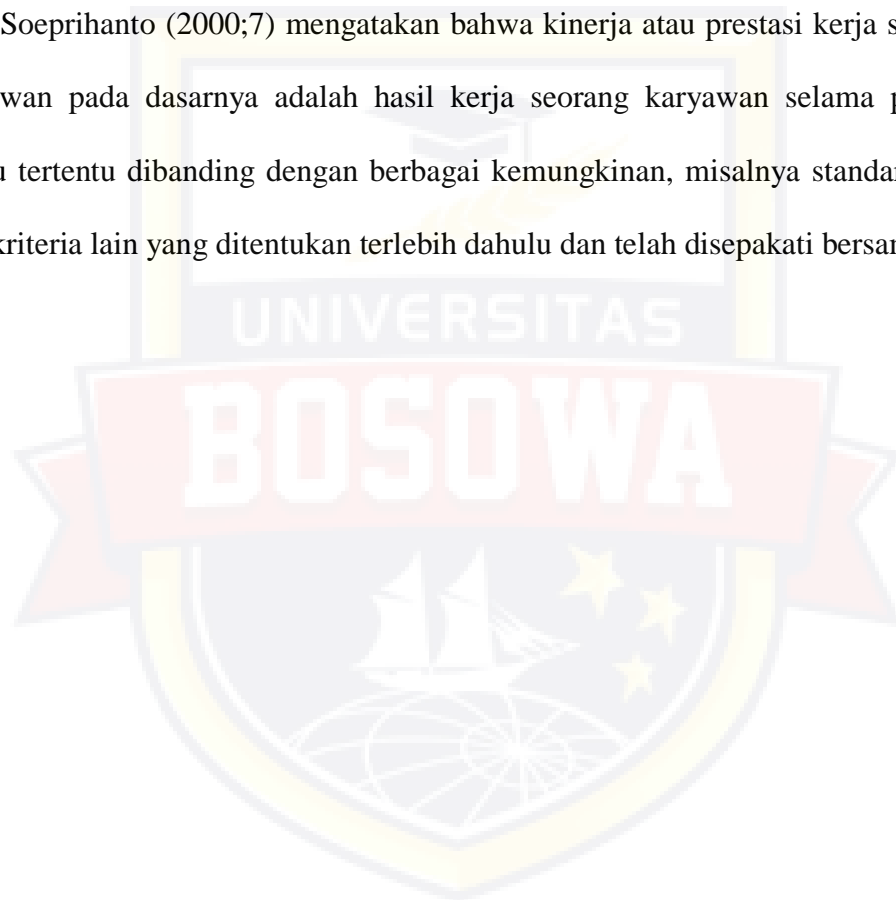 Soeprihanto (2000;7) mengatakan bahwa kinerja atau prestasi kerja
pada dasarnya adalah hasil kerja seorang karyawan selama
tertentu dibanding dengan berbagai kemungkinan, misalnya
kriteria lain yang ditentukan terlebih dahulu dan telah disepakati
UNIVERSITAS
BOSOWA